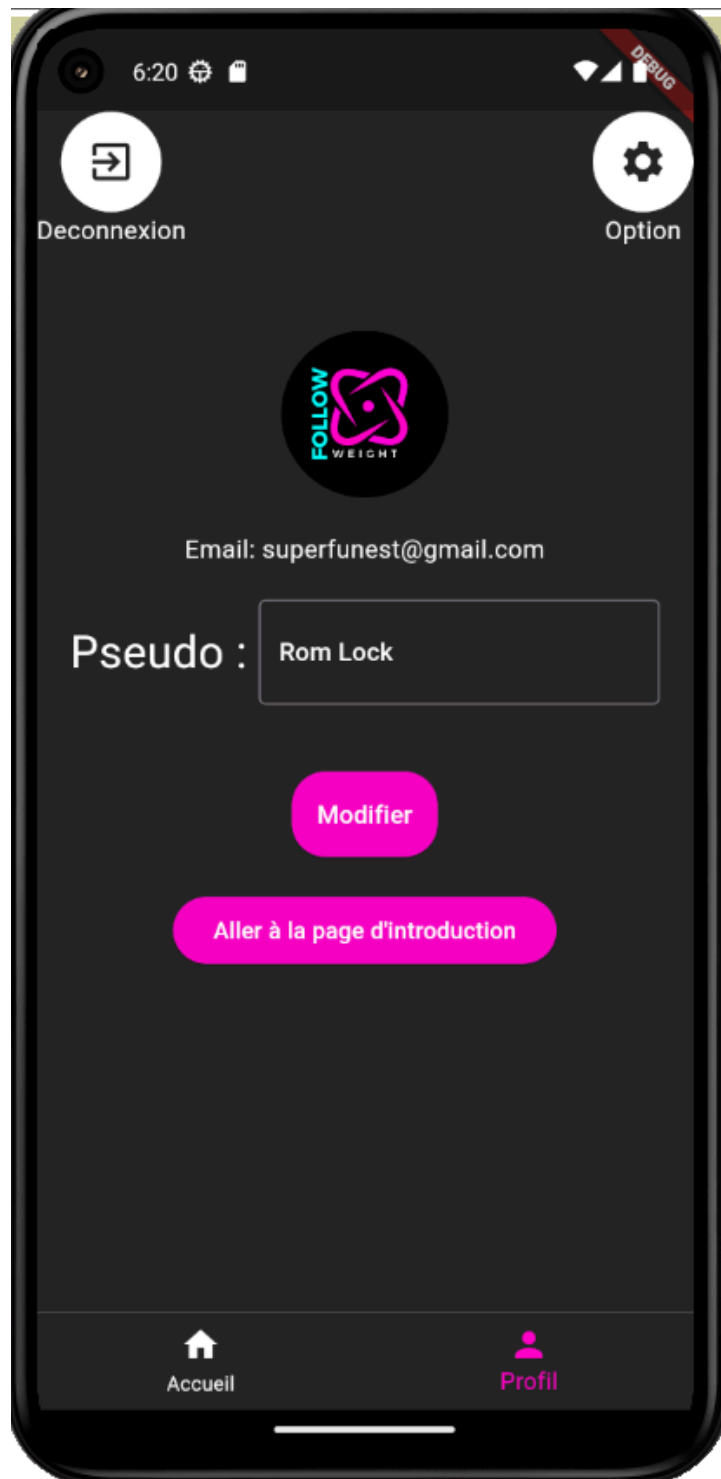 6:20
DEBUG
Deconnexion
Option
FOLLOW
WEIGHT
Email: superfunest@gmail.com
Pseudo :
Rom Lock
Modifier
Aller à la page d'introduction
Accueil
Profil